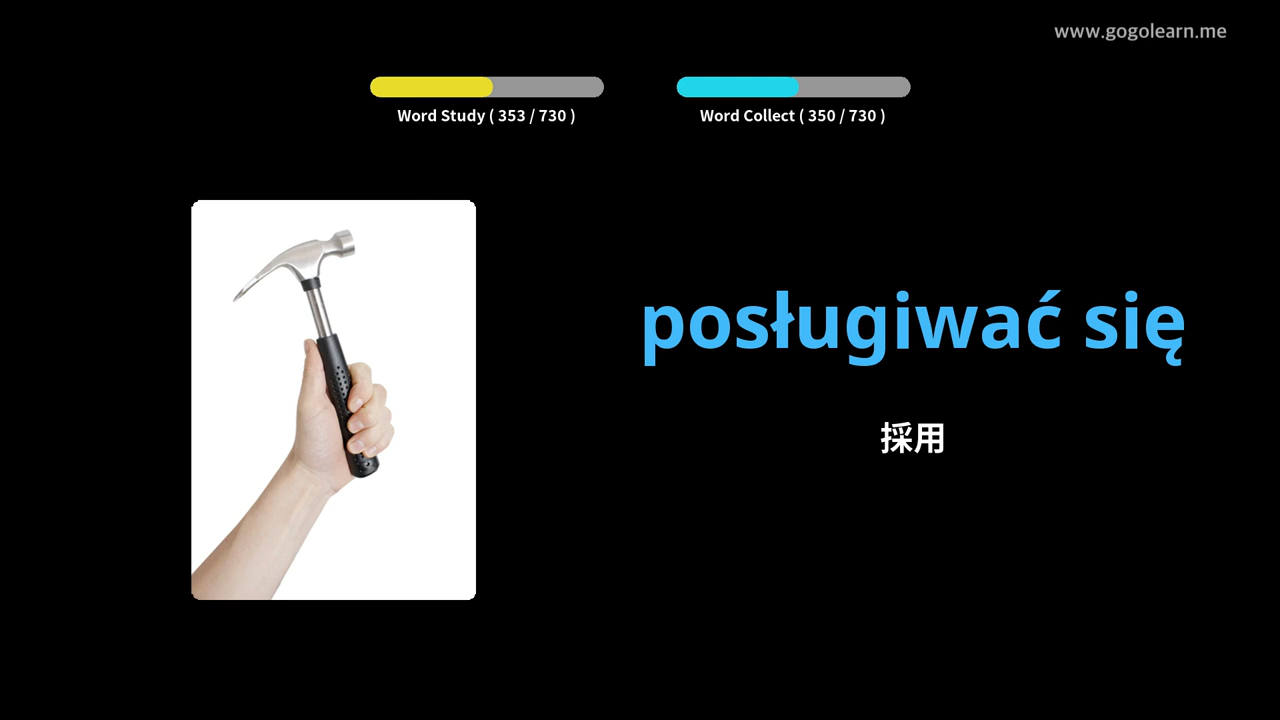 www.gogolearn.me
Word Study ( 353 / 730 )
Word Collect ( 350 / 730 )
posługiwać się
採用